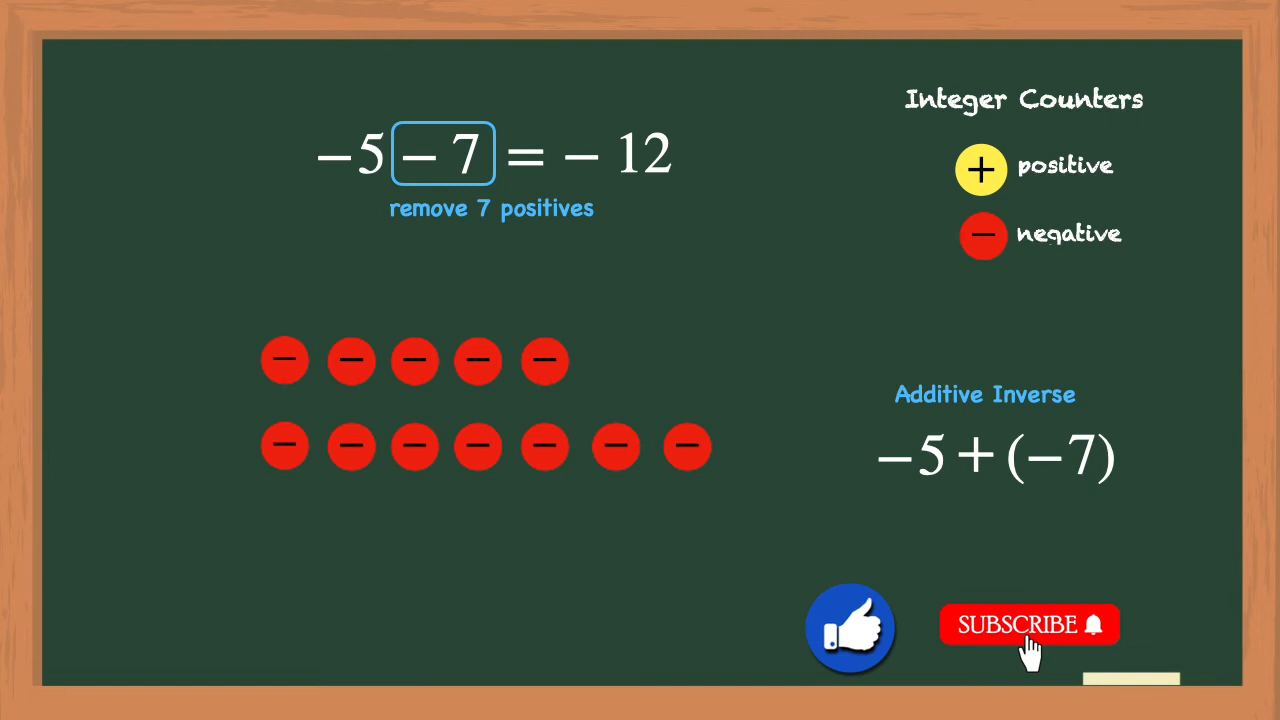 −5 − 7 = − 12
remove 7 positives
Integer Counters
+ positive
− negative
− − − − −
− − − − − − −
Additive Inverse
−5 + (−7)
SUBSCRIBE